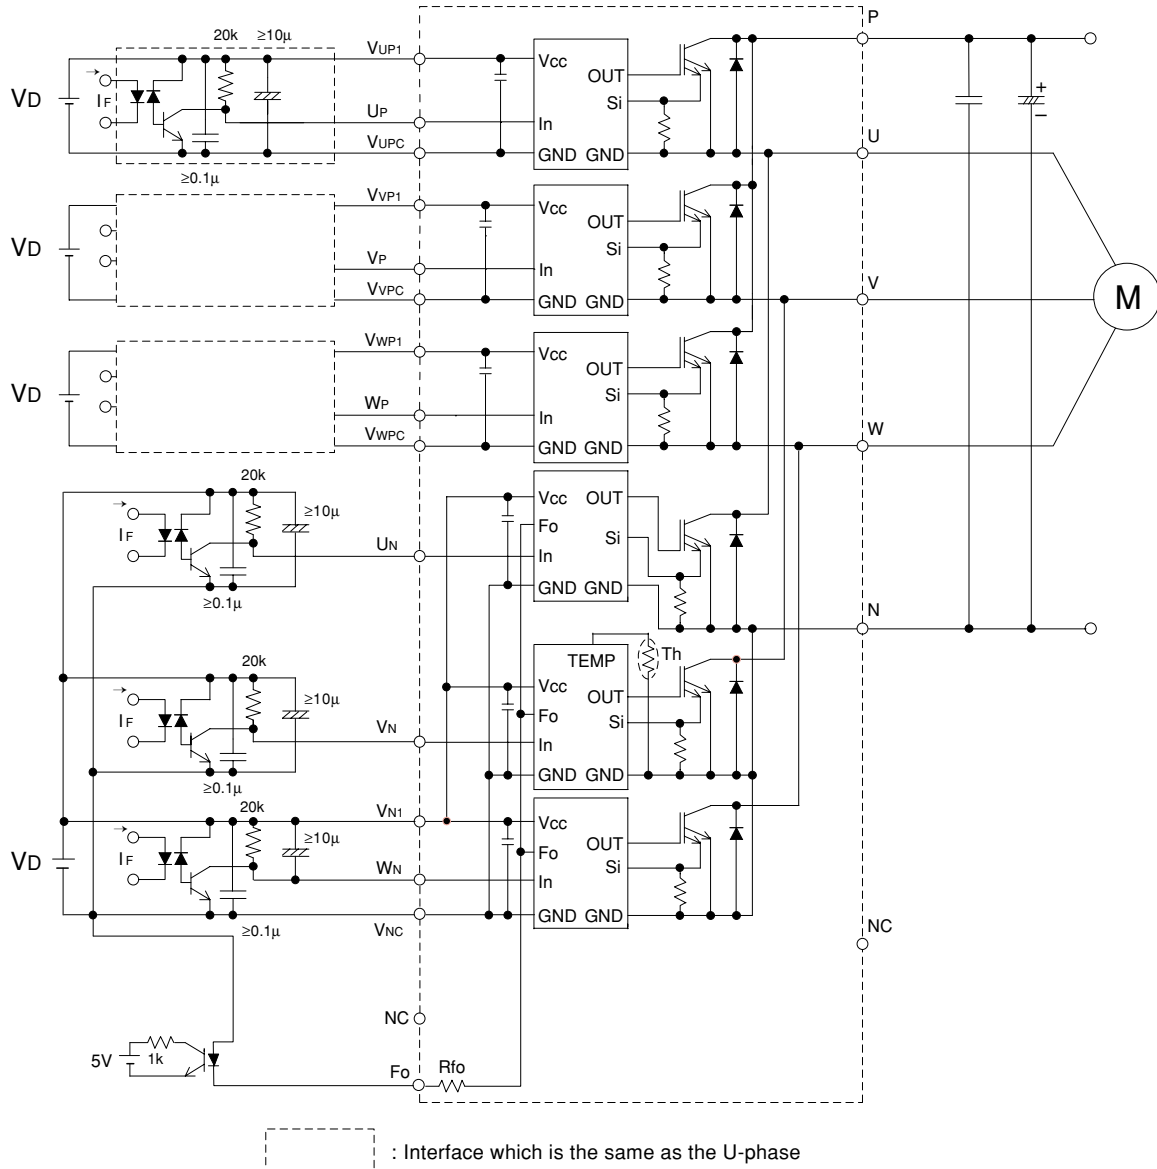 P
20k ≥10µ
VUP1
Vcc
OUT
Si
IF
VD
+
−
UP
In
U
VUPC
GND GND
≥0.1µ
VVP1
Vcc
OUT
Si
VD
VP
In
V
VVPC
GND GND
M
VWP1
Vcc
OUT
Si
VD
WP
In
W
VWPC
GND GND
20k
≥10µ
Vcc OUT
Fo
IF
Si
UN
In
GND GND
≥0.1µ
N
TEMP
Th
20k
≥10µ
Vcc
OUT
IF
Fo
Si
VN
In
GND GND
≥0.1µ
20k
VN1
Vcc
≥10µ
OUT
IF
Fo
VD
Si
WN
In
GND GND
VNC
≥0.1µ
NC
NC
5V
1k
Fo
Rfo
: Interface which is the same as the U-phase